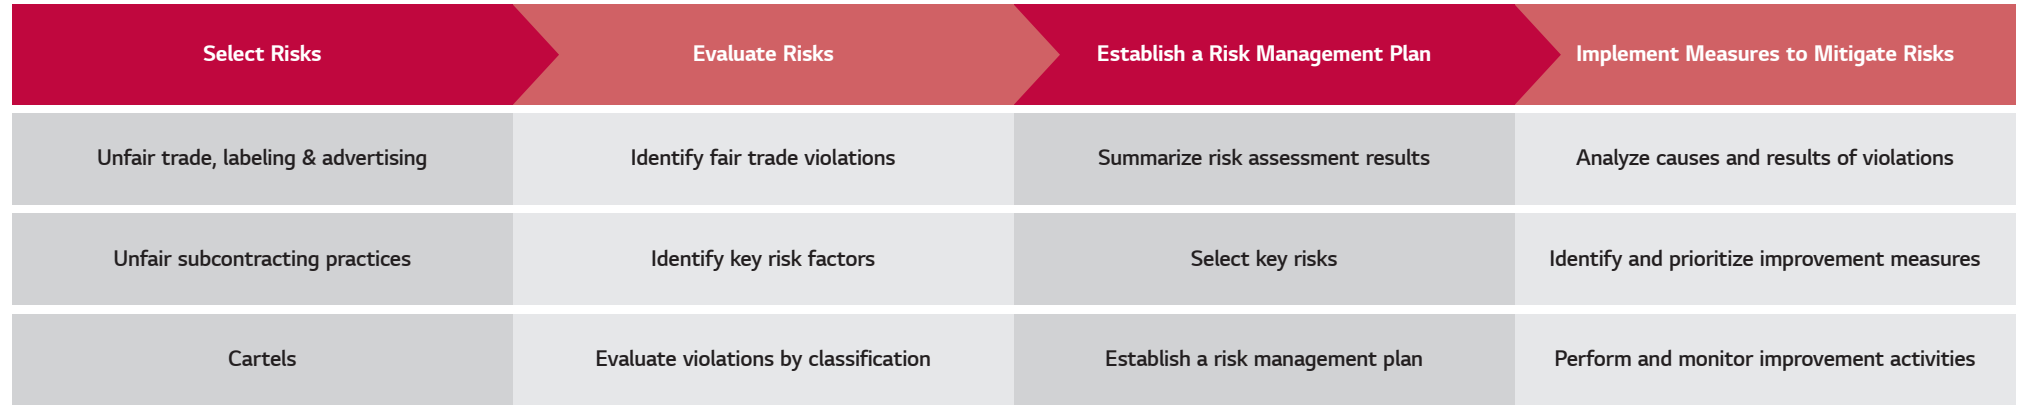 Select Risks
Evaluate Risks
Establish a Risk Management Plan
Implement Measures to Mitigate Risks
Unfair trade, labeling & advertising
Identify fair trade violations
Summarize risk assessment results
Analyze causes and results of violations
Unfair subcontracting practices
Identify key risk factors
Select key risks
Identify and prioritize improvement measures
Cartels
Evaluate violations by classification
Establish a risk management plan
Perform and monitor improvement activities